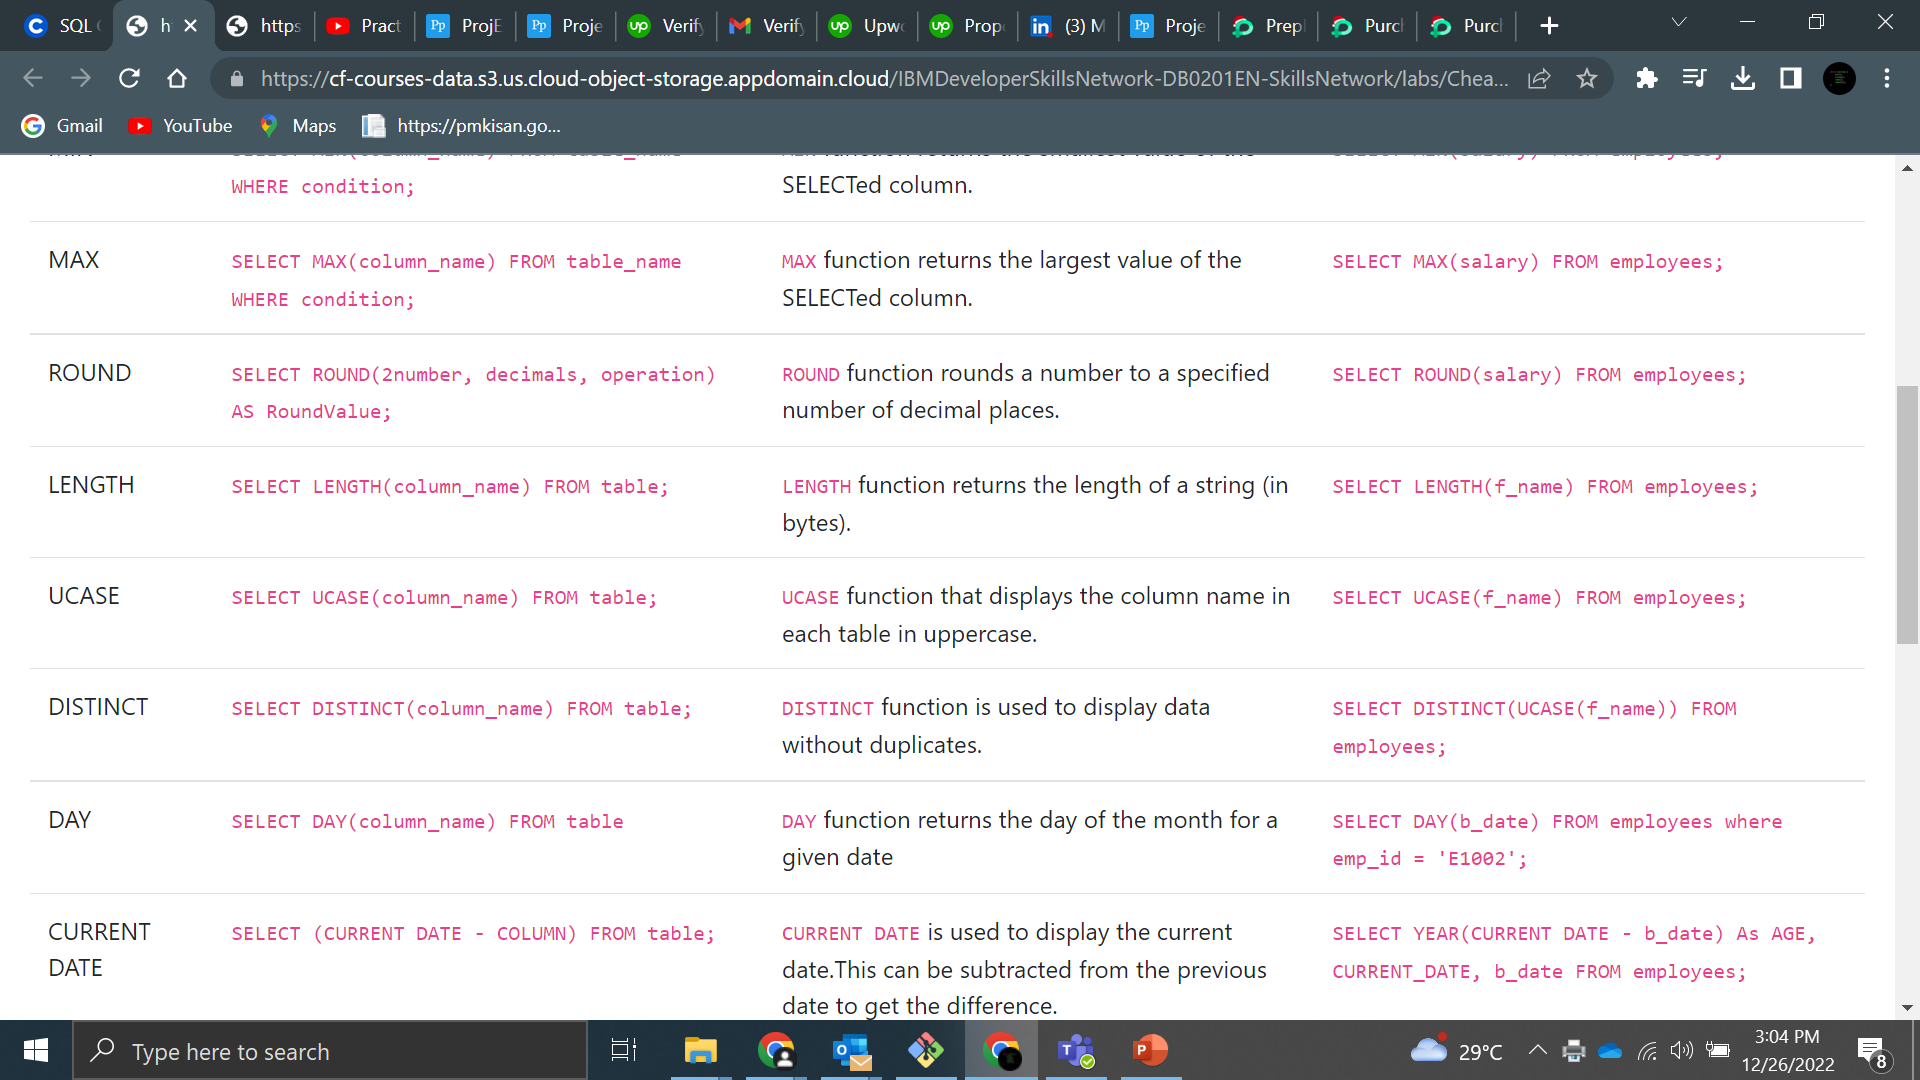 SQL
h
https
Pract
ProjE
Proje
Verify
Verify
Upwo
Prop
(3) M
Proje
Prepl
Purch
Purch
https://cf-courses-data.s3.us.cloud-object-storage.appdomain.cloud/IBMDeveloperSkillsNetwork-DB0201EN-SkillsNetwork/labs/Chea...
Gmail
YouTube
Maps
https://pmkisan.go...
WHERE condition;
SELECTed column.
MAX
SELECT MAX(column_name) FROM table_name
WHERE condition;
MAX function returns the largest value of the
SELECTed column.
SELECT MAX(salary) FROM employees;
ROUND
SELECT ROUND(2number, decimals, operation)
AS RoundValue;
ROUND function rounds a number to a specified
number of decimal places.
SELECT ROUND(salary) FROM employees;
LENGTH
SELECT LENGTH(column_name) FROM table;
LENGTH function returns the length of a string (in
bytes).
SELECT LENGTH(f_name) FROM employees;
UCASE
SELECT UCASE(column_name) FROM table;
UCASE function that displays the column name in
each table in uppercase.
SELECT UCASE(f_name) FROM employees;
DISTINCT
SELECT DISTINCT(column_name) FROM table;
DISTINCT function is used to display data
without duplicates.
SELECT DISTINCT(UCASE(f_name)) FROM
employees;
DAY
SELECT DAY(column_name) FROM table
DAY function returns the day of the month for a
given date
SELECT DAY(b_date) FROM employees where
emp_id = 'E1002';
CURRENT
DATE
SELECT (CURRENT DATE - COLUMN) FROM table;
CURRENT DATE is used to display the current
date.This can be subtracted from the previous
date to get the difference.
SELECT YEAR(CURRENT DATE - b_date) As AGE,
CURRENT_DATE, b_date FROM employees;
Type here to search
29°C
3:04 PM
12/26/2022
8